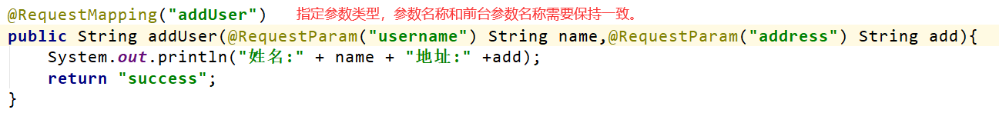 @RequestMapping("addUser") 指定参数类型，参数名称和前台参数名称需要保持一致。
public String addUser(@RequestParam("username") String name,@RequestParam("address") String add){
    System.out.println("姓名:" + name + "地址:" +add);
    return "success";
}